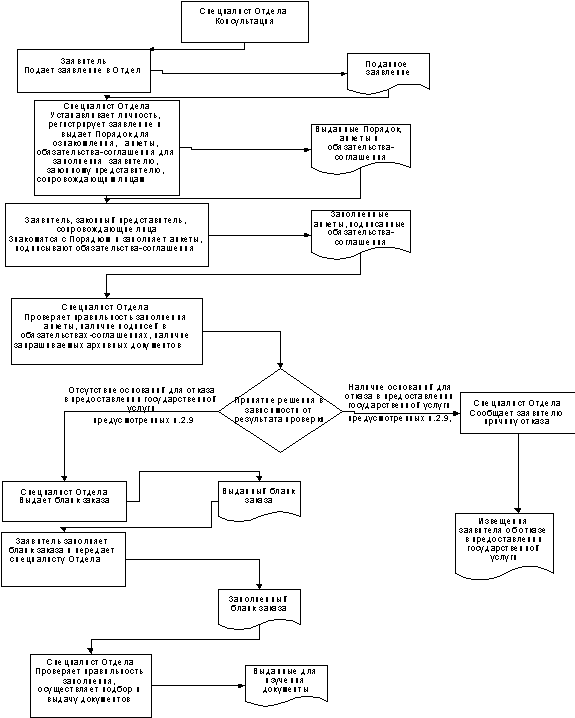 Специалист Отдела
Консультация
Заявитель
Подает заявление в Отдел
Поданное
заявление
Специалист Отдела
Устанавливает личность,
регистрирует заявление и
выдает Порядок для
ознакомления, анкеты,
обязательства-соглашения для
заполнения заявителю,
законному представителю,
сопровождающим лицам
Выданные Порядок,
анкеты и
обязательства-
соглашения
Заявитель, законный представитель,
сопровождающие лица
Знакомятся с Порядком и заполняет анкеты,
подписывают обязательства-соглашения
Заполненные
анкеты, подписанные
обязательства-
соглашения
Специалист Отдела
Проверяет правильность заполнения
анкеты, наличие подписей в
обязательствах-соглашениях, наличие
запрашиваемых архивных документов
Отсутствие оснований для отказа
в предоставлении государственной
услуги
предусмотренных п.2.9
Принятие решения в
зависимости от
результата проверки
Наличие оснований для
отказа в предоставлении
государственной услуги
предусмотренных п.2.9.
Специалист Отдела
Сообщает заявителю
причину отказа
Специалист Отдела
Выдает бланк заказа
Выданный бланк
заказа
Извещения
заявителя об отказе
в предоставлении
государственной
услуги
Заявитель заполняет
бланк заказа и передает
специалисту Отдела
Заполненный
бланк заказа
Специалист Отдела
Проверяет правильность
заполнения,
осуществляет подбор и
выдачу документов
Выданные для
изучения
документы